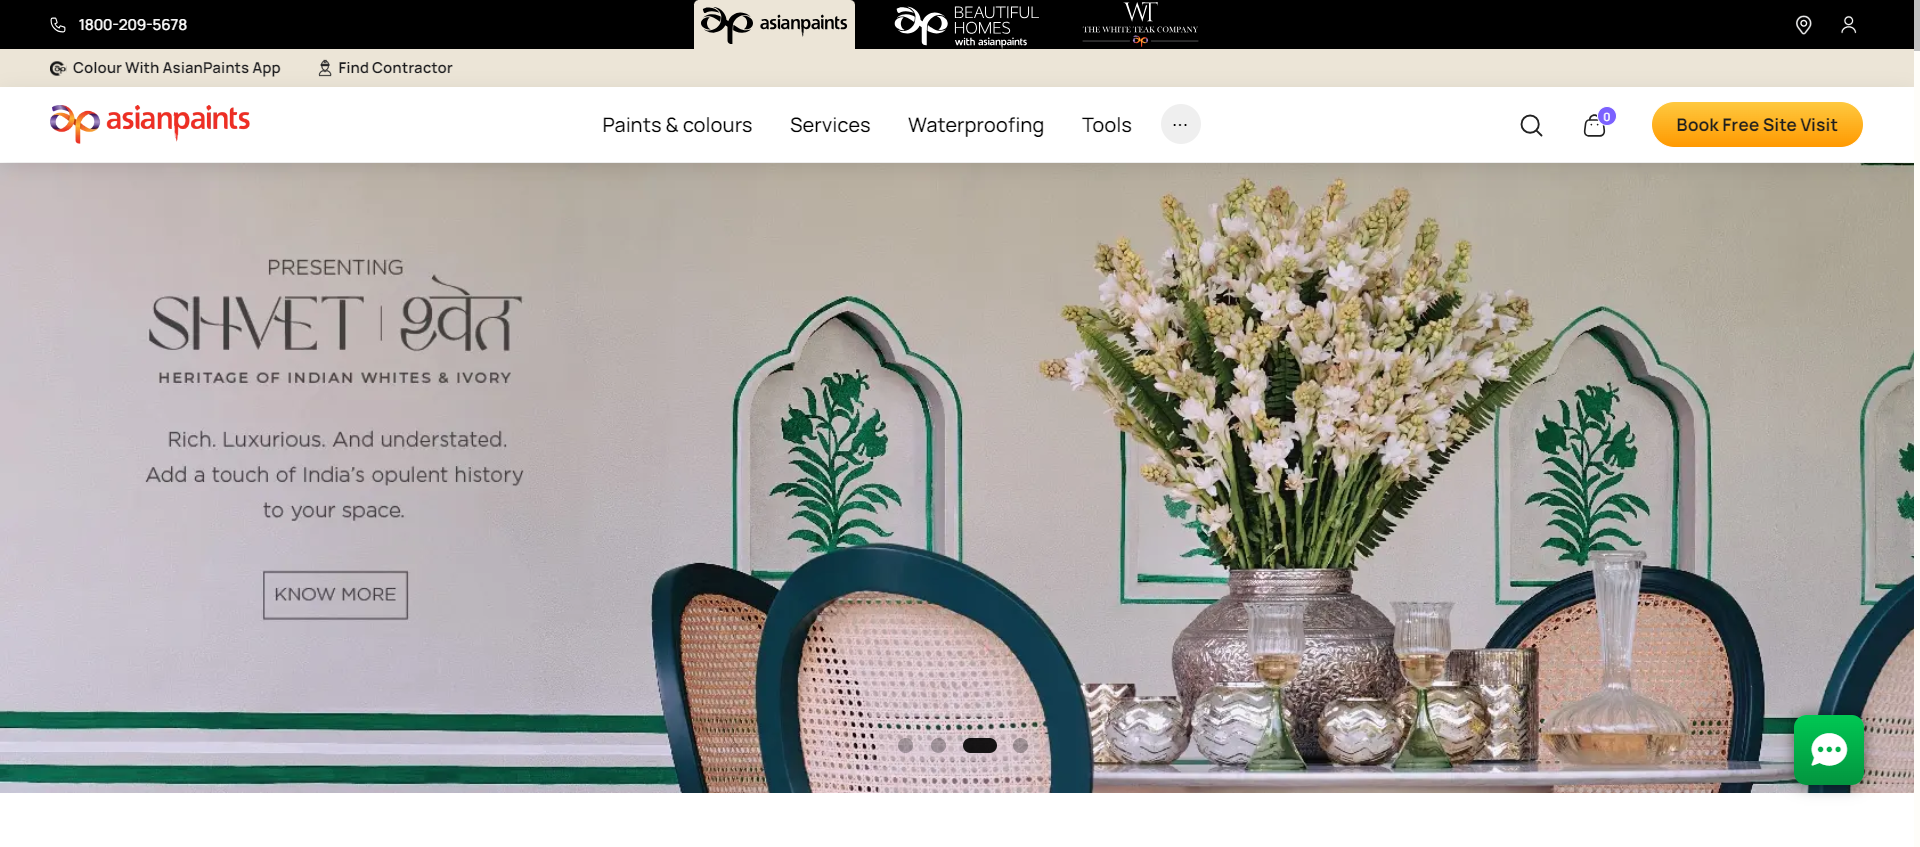 1800-209-5678
asianpaints
BEAUTIFUL
HOMES
with asianpaints
WT
THE WHITE TEAK COMPANY
Colour With AsianPaints App
Find Contractor
asianpaints
Paints & colours
Services
Waterproofing
Tools
...
0
Book Free Site Visit
PRESENTING
SHVET | श्वेत
HERITAGE OF INDIAN WHITES & IVORY
Rich. Luxurious. And understated.
Add a touch of India's opulent history
to your space.
KNOW MORE